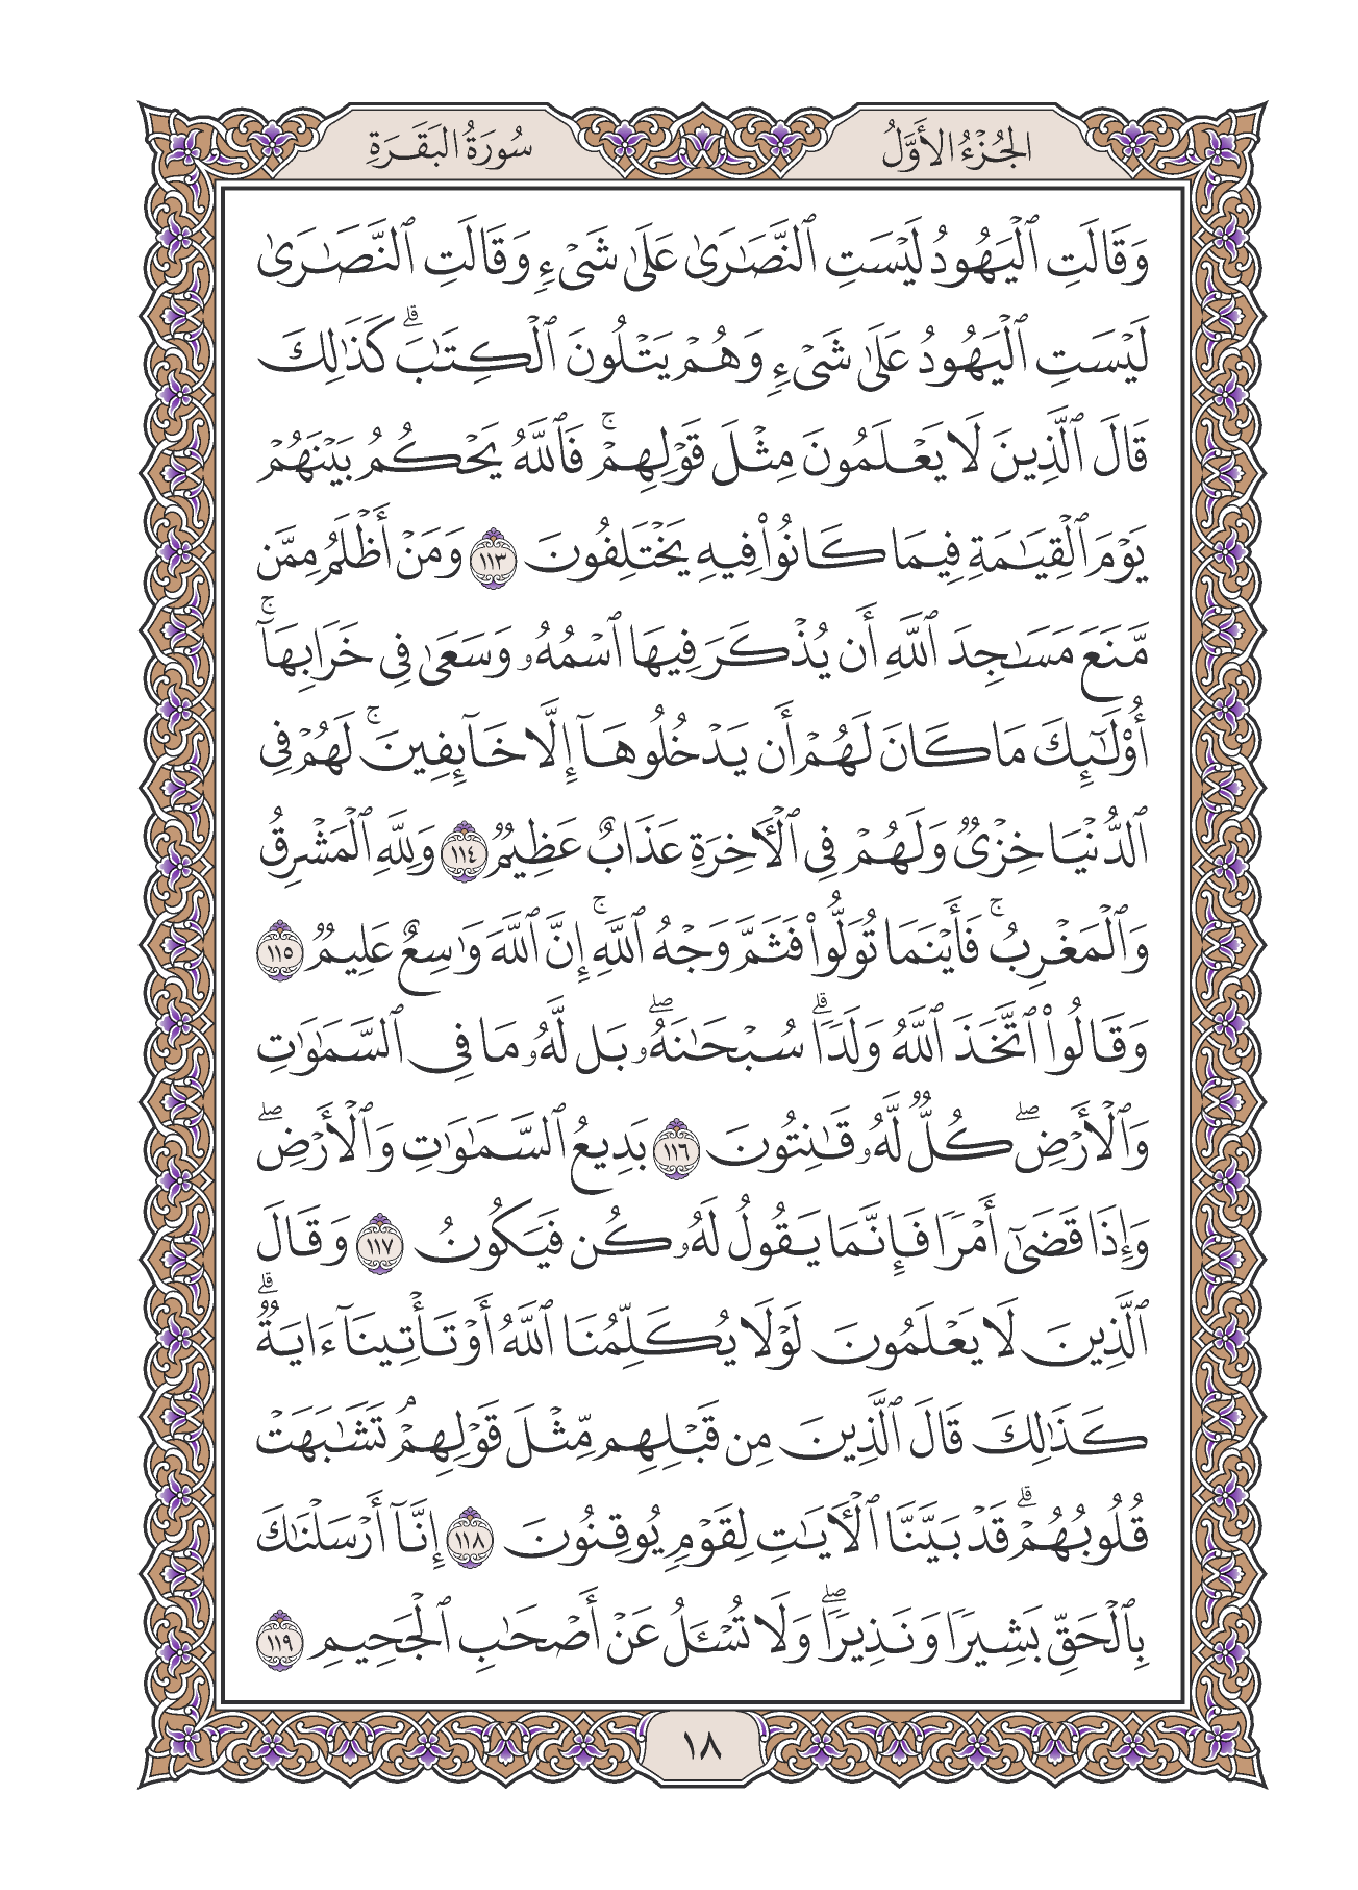 الجُزْءُ الأَوَّلُ
سُورَةُ البَقَرَةِ
وَقَالَتِ ٱلْيَهُودُ لَيْسَتِ ٱلنَّصَٰرَىٰ عَلَىٰ شَىْءٍ وَقَالَتِ ٱلنَّصَٰرَىٰ
لَيْسَتِ ٱلْيَهُودُ عَلَىٰ شَىْءٍ وَهُمْ يَتْلُونَ ٱلْكِتَٰبَ ۗ كَذَٰلِكَ
قَالَ ٱلَّذِينَ لَا يَعْلَمُونَ مِثْلَ قَوْلِهِمْ ۚ فَٱللَّهُ يَحْكُمُ بَيْنَهُمْ
يَوْمَ ٱلْقِيَٰمَةِ فِيمَا كَانُوا۟ فِيهِ يَخْتَلِفُونَ ١١٣ وَمَنْ أَظْلَمُ مِمَّن
مَّنَعَ مَسَٰجِدَ ٱللَّهِ أَن يُذْكَرَ فِيهَا ٱسْمُهُۥ وَسَعَىٰ فِى خَرَابِهَآ ۚ
أُو۟لَٰٓئِكَ مَا كَانَ لَهُمْ أَن يَدْخُلُوهَآ إِلَّا خَآئِفِينَ ۚ لَهُمْ فِى
ٱلدُّنْيَا خِزْىٌ وَلَهُمْ فِى ٱلْـَٔاخِرَةِ عَذَابٌ عَظِيمٌ ١١٤ وَلِلَّهِ ٱلْمَشْرِقُ
وَٱلْمَغْرِبُ ۚ فَأَيْنَمَا تُوَلُّوا۟ فَثَمَّ وَجْهُ ٱللَّهِ ۚ إِنَّ ٱللَّهَ وَٰسِعٌ عَلِيمٌ ١١٥
وَقَالُوا۟ ٱتَّخَذَ ٱللَّهُ وَلَدًا ۗ سُبْحَٰنَهُۥ ۖ بَل لَّهُۥ مَا فِى ٱلسَّمَٰوَٰتِ
وَٱلْأَرْضِ ۖ كُلٌّ لَّهُۥ قَٰنِتُونَ ١١٦ بَدِيعُ ٱلسَّمَٰوَٰتِ وَٱلْأَرْضِ ۖ
وَإِذَا قَضَىٰٓ أَمْرًا فَإِنَّمَا يَقُولُ لَهُۥ كُن فَيَكُونُ ١١٧ وَقَالَ
ٱلَّذِينَ لَا يَعْلَمُونَ لَوْلَا يُكَلِّمُنَا ٱللَّهُ أَوْ تَأْتِينَآ ءَايَةٌ ۗ
كَذَٰلِكَ قَالَ ٱلَّذِينَ مِن قَبْلِهِم مِّثْلَ قَوْلِهِمْ ۘ تَشَٰبَهَتْ
قُلُوبُهُمْ ۗ قَدْ بَيَّنَّا ٱلْـَٔايَٰتِ لِقَوْمٍ يُوقِنُونَ ١١٨ إِنَّآ أَرْسَلْنَٰكَ
بِٱلْحَقِّ بَشِيرًا وَنَذِيرًا ۖ وَلَا تُسْـَٔلُ عَنْ أَصْحَٰبِ ٱلْجَحِيمِ ١١٩
١٨